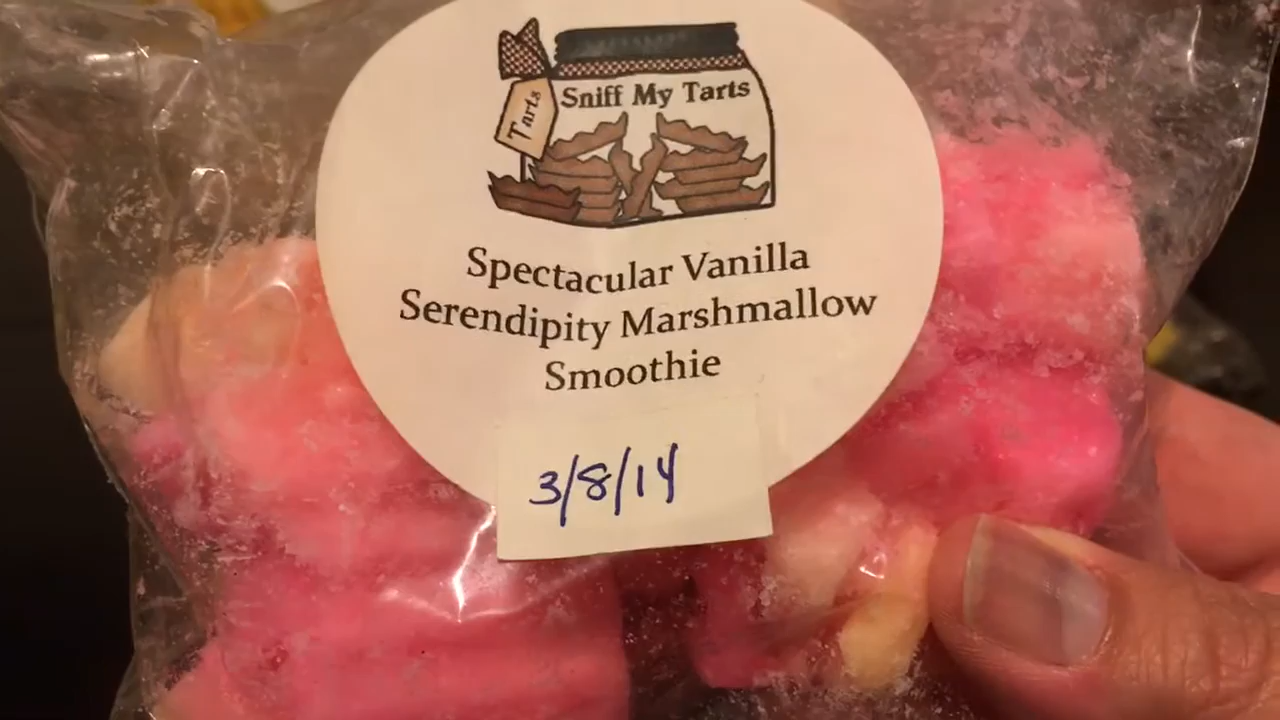 Sniff My Tarts
Tarts
Spectacular Vanilla
Serendipity Marshmallow
Smoothie
3/8/14